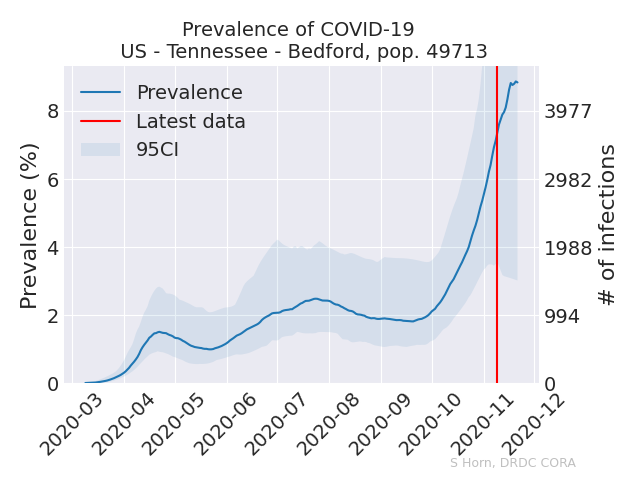 Prevalence of COVID-19
US - Tennessee - Bedford, pop. 49713
Prevalence
Latest data
95CI
Prevalence (%)
8
6
4
2
0
3977
2982
1988
994
0
# of infections
2020-03
2020-04
2020-05
2020-06
2020-07
2020-08
2020-09
2020-10
2020-11
2020-12
S Horn, DRDC CORA